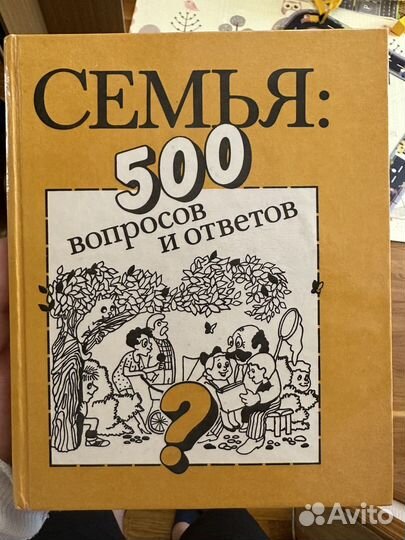 СЕМЬЯ:
500
вопросов
и ответов
?
Avito